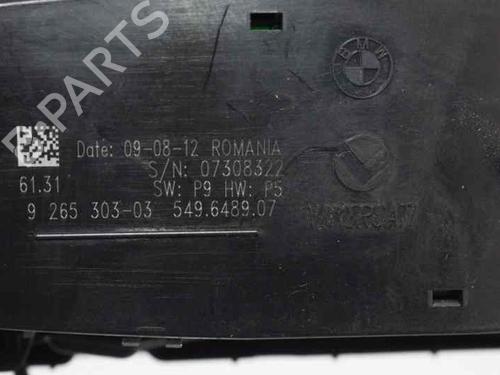 BMW
Date: 09-08-12 ROMANIA
S/N: 07308322
61.31
SW: P9 HW: P5
9 265 303-03 549.6489.07
B-Parts